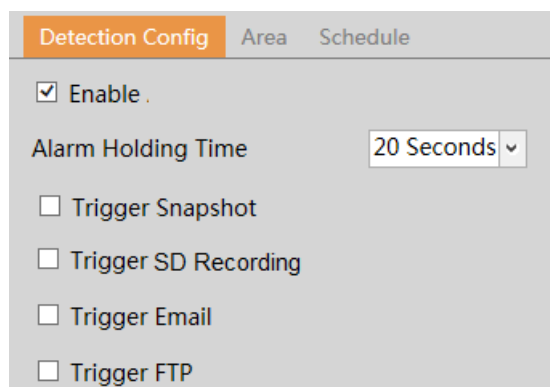 Detection Config Area Schedule
Enable .
Alarm Holding Time 20 Seconds
Trigger Snapshot
Trigger SD Recording
Trigger Email
Trigger FTP